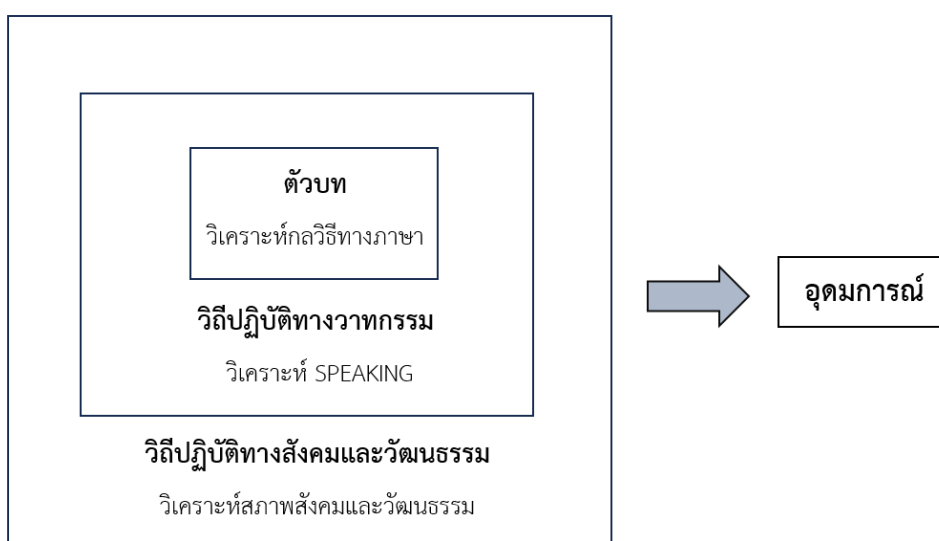 ตัวบท
วิเคราะห์กลวิธีทางภาษา
วิถีปฏิบัติทางวาทกรรม
วิเคราะห์ SPEAKING
วิถีปฏิบัติทางสังคมและวัฒนธรรม
วิเคราะห์สภาพสังคมและวัฒนธรรม
อุดมการณ์